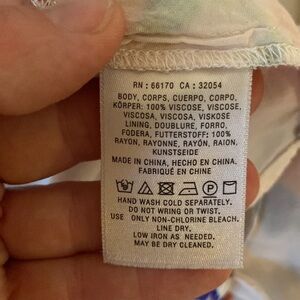 RN : 66170 CA : 32054
BODY, CORPS, CUERPO, CORPO,
KÖRPER: 100% VISCOSE, VISCOSE,
VISCOSA, VISCOSA, VISKOSE
LINING, DOUBLURE, FORRO,
FODERA, FUTTERSTOFF: 100%
RAYON, RAYONNE, RAYÓN, RAION,
KUNSTSEIDE
MADE IN CHINA, HECHO EN CHINA,
FABRIQUÉ EN CHINE
P
HAND WASH COLD SEPARATELY.
DO NOT WRING OR TWIST.
USE ONLY NON-CHLORINE BLEACH.
LINE DRY.
LOW IRON AS NEEDED.
MAY BE DRY CLEANED.